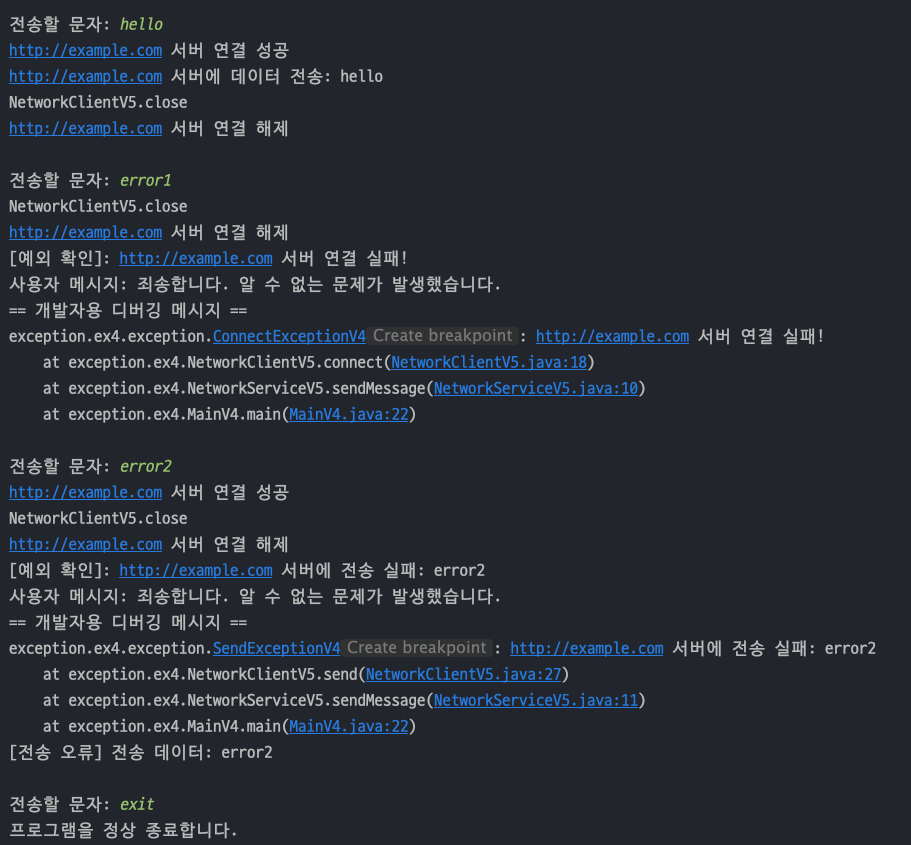 전송할 문자: hello
http://example.com 서버 연결 성공
http://example.com 서버에 데이터 전송: hello
NetworkClientV5.close
http://example.com 서버 연결 해제
전송할 문자: error1
NetworkClientV5.close
http://example.com 서버 연결 해제
[예외 확인]: http://example.com 서버 연결 실패!
사용자 메시지: 죄송합니다. 알 수 없는 문제가 발생했습니다.
== 개발자용 디버깅 메시지 ==
exception.ex4.exception.ConnectExceptionV4 Create breakpoint : http://example.com 서버 연결 실패!
at exception.ex4.NetworkClientV5.connect(NetworkClientV5.java:18)
at exception.ex4.NetworkServiceV5.sendMessage(NetworkServiceV5.java:10)
at exception.ex4.MainV4.main(MainV4.java:22)
전송할 문자: error2
http://example.com 서버 연결 성공
NetworkClientV5.close
http://example.com 서버 연결 해제
[예외 확인]: http://example.com 서버에 전송 실패: error2
사용자 메시지: 죄송합니다. 알 수 없는 문제가 발생했습니다.
== 개발자용 디버깅 메시지 ==
exception.ex4.exception.SendExceptionV4 Create breakpoint : http://example.com 서버에 전송 실패: error2
at exception.ex4.NetworkClientV5.send(NetworkClientV5.java:27)
at exception.ex4.NetworkServiceV5.sendMessage(NetworkServiceV5.java:11)
at exception.ex4.MainV4.main(MainV4.java:22)
[전송 오류] 전송 데이터: error2
전송할 문자: exit
프로그램을 정상 종료합니다.